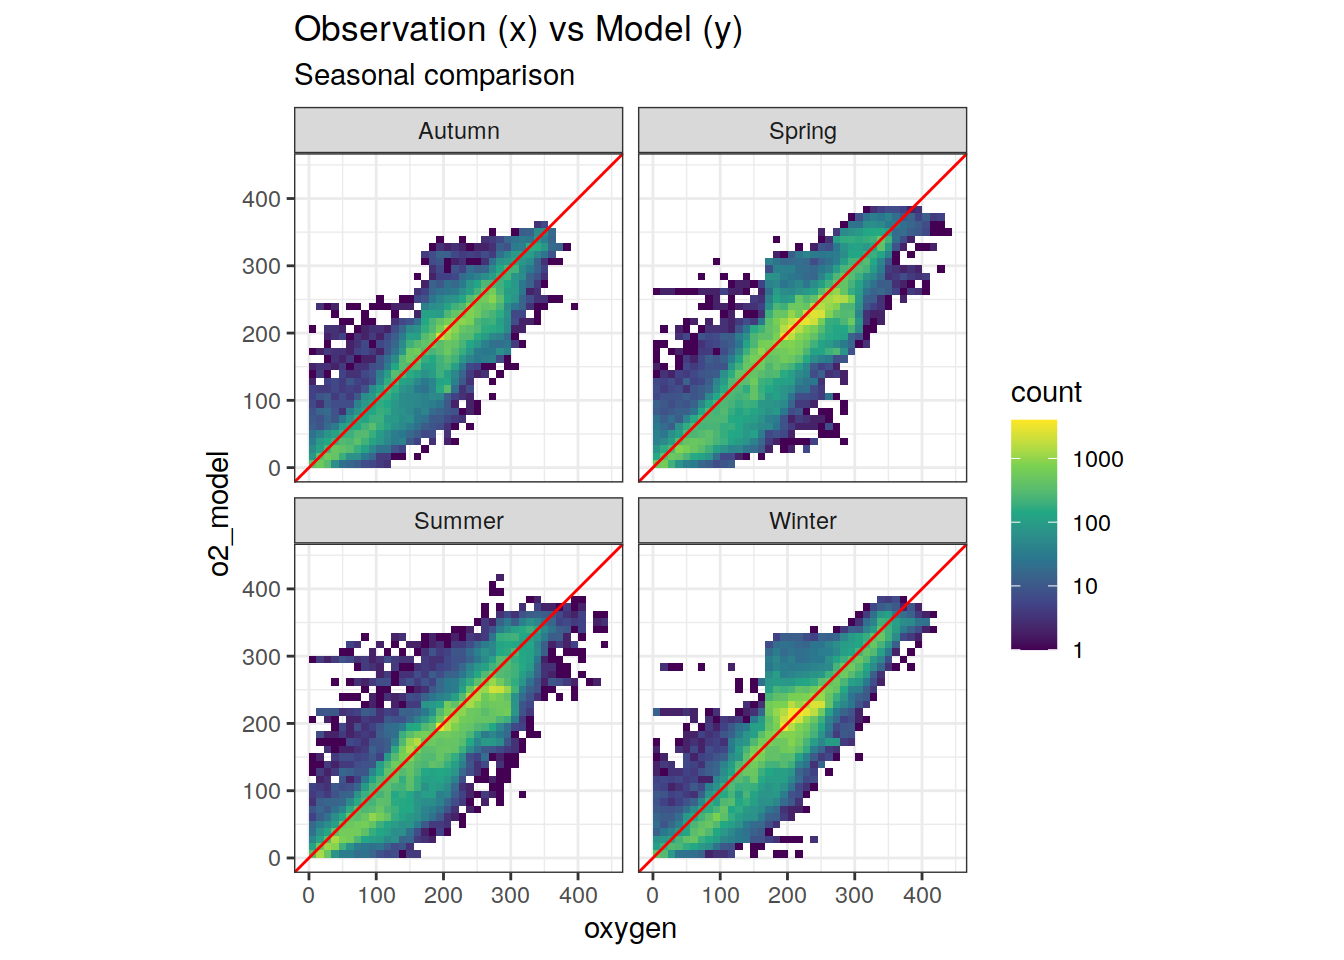 Observation (x) vs Model (y)
Seasonal comparison
Autumn
Spring
400
300
200
100
0
Summer
Winter
400
300
200
100
0
0 100 200 300 400
0 100 200 300 400
oxygen
o2_model
count
1000
100
10
1